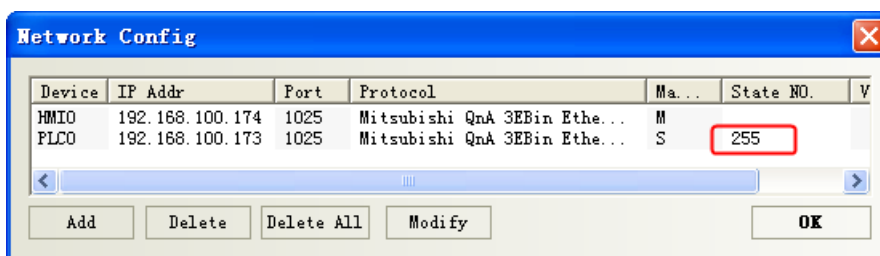 Network Config
Device IP Addr Port Protocol Ma... State NO. V
HMI0 192.168.100.174 1025 Mitsubishi QnA 3EBin Ethe... M
PLC0 192.168.100.173 1025 Mitsubishi QnA 3EBin Ethe... S 255
Add Delete Delete All Modify OK